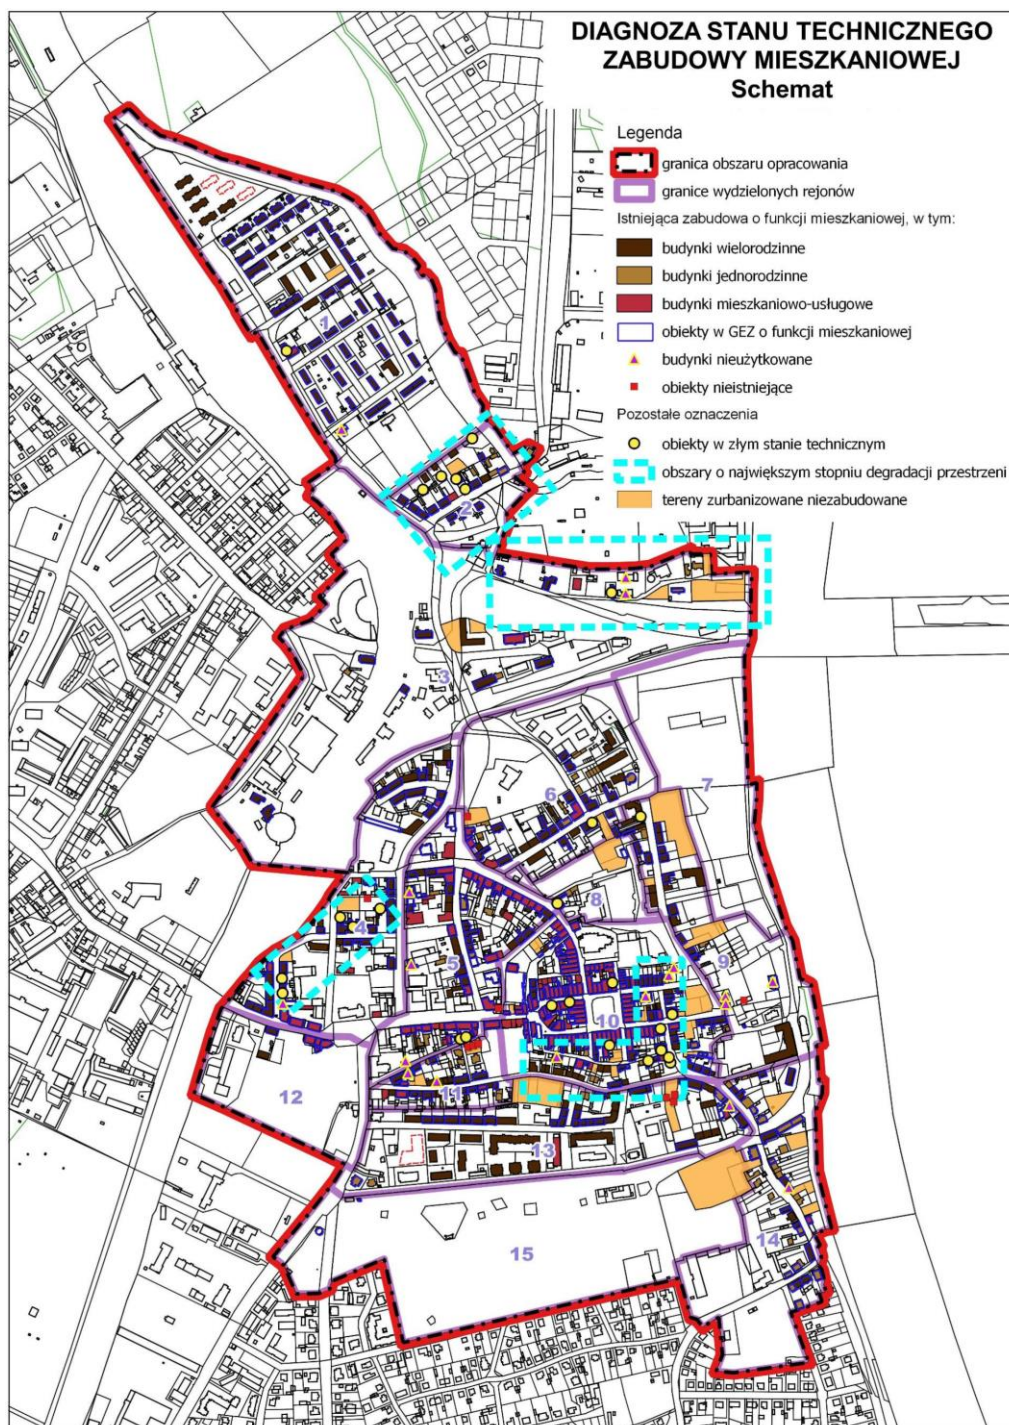 DIAGNOZA STANU TECHNICZNEGO
ZABUDOWY MIESZKANIOWEJ
Schemat
Legenda
granica obszaru opracowania
granice wydzielonych rejonów
Istniejąca zabudowa o funkcji mieszkaniowej, w tym:
budynki wielorodzinne
budynki jednorodzinne
budynki mieszkaniowo-usługowe
obiekty w GEZ o funkcji mieszkaniowej
budynki nieużytkowane
obiekty nieistniejące
Pozostałe oznaczenia
obiekty w złym stanie technicznym
obszary o największym stopniu degradacji przestrzeni
tereny zurbanizowane niezabudowane
1
2
3
6
7
8
4
5
9
10
12
11
13
14
15